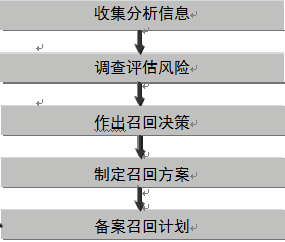 收集分析信息
调查评估风险
作出召回决策
制定召回方案
备案召回计划